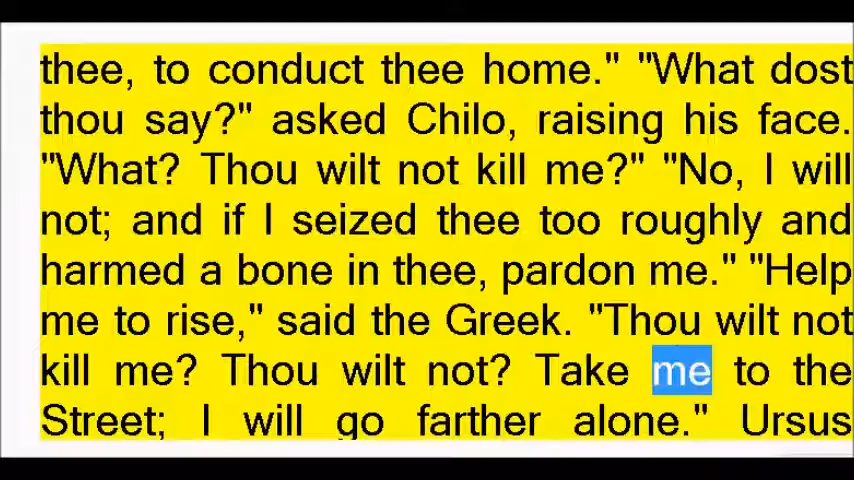 thee, to conduct thee home." "What dost
thou say?" asked Chilo, raising his face.
"What? Thou wilt not kill me?" "No, I will
not; and if I seized thee too roughly and
harmed a bone in thee, pardon me." "Help
me to rise," said the Greek. "Thou wilt not
kill me? Thou wilt not? Take me to the
Street; I will go farther alone." Ursus